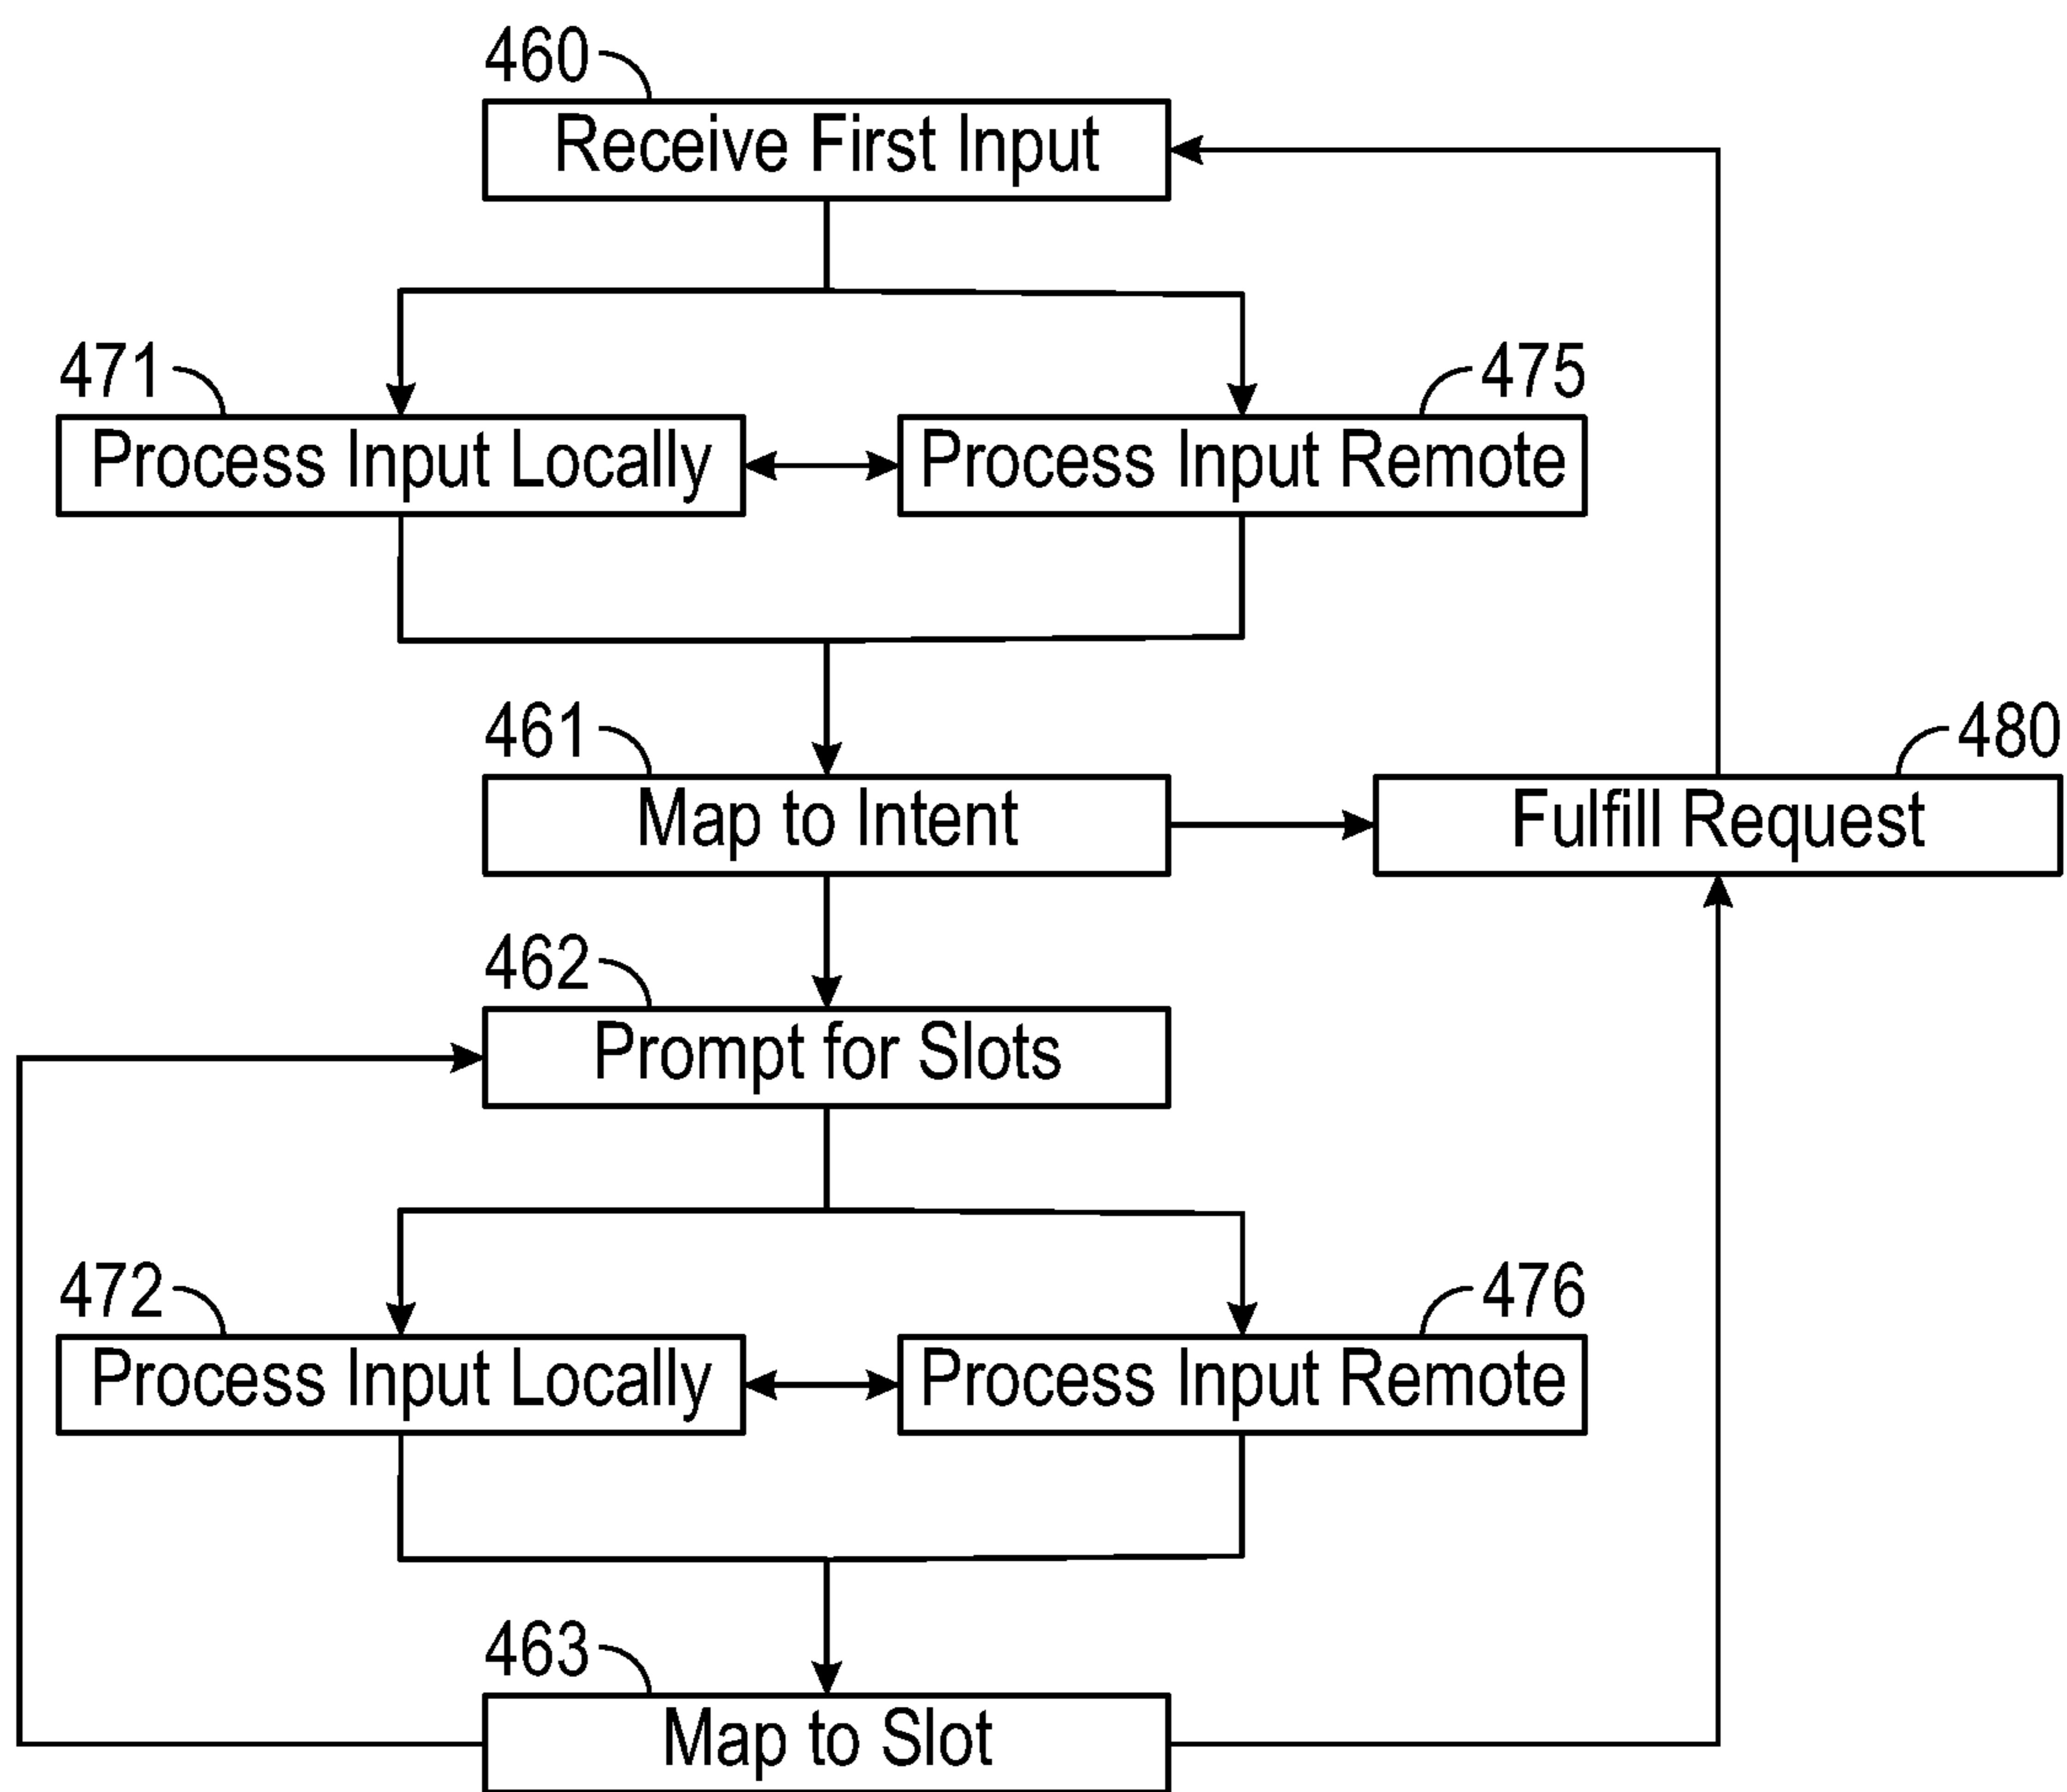 460
Receive First Input
471
475
Process Input Locally
Process Input Remote
461
480
Map to Intent
Fulfill Request
462
Prompt for Slots
472
476
Process Input Locally
Process Input Remote
463
Map to Slot